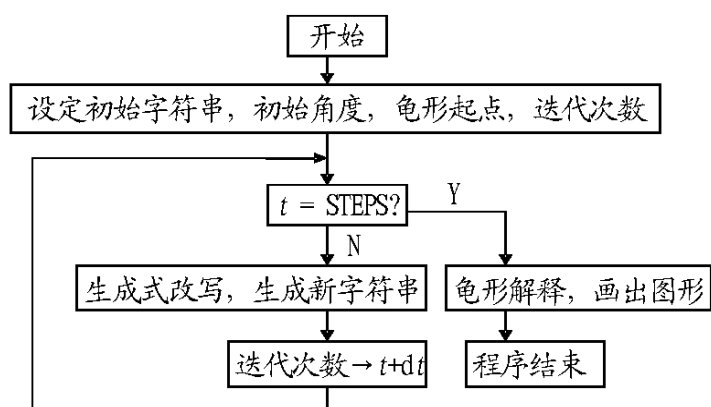 开始
设定初始字符串，初始角度，龟形起点，迭代次数
t = STEPS?
Y
N
生成式改写，生成新字符串
龟形解释，画出图形
迭代次数→t+dt
程序结束